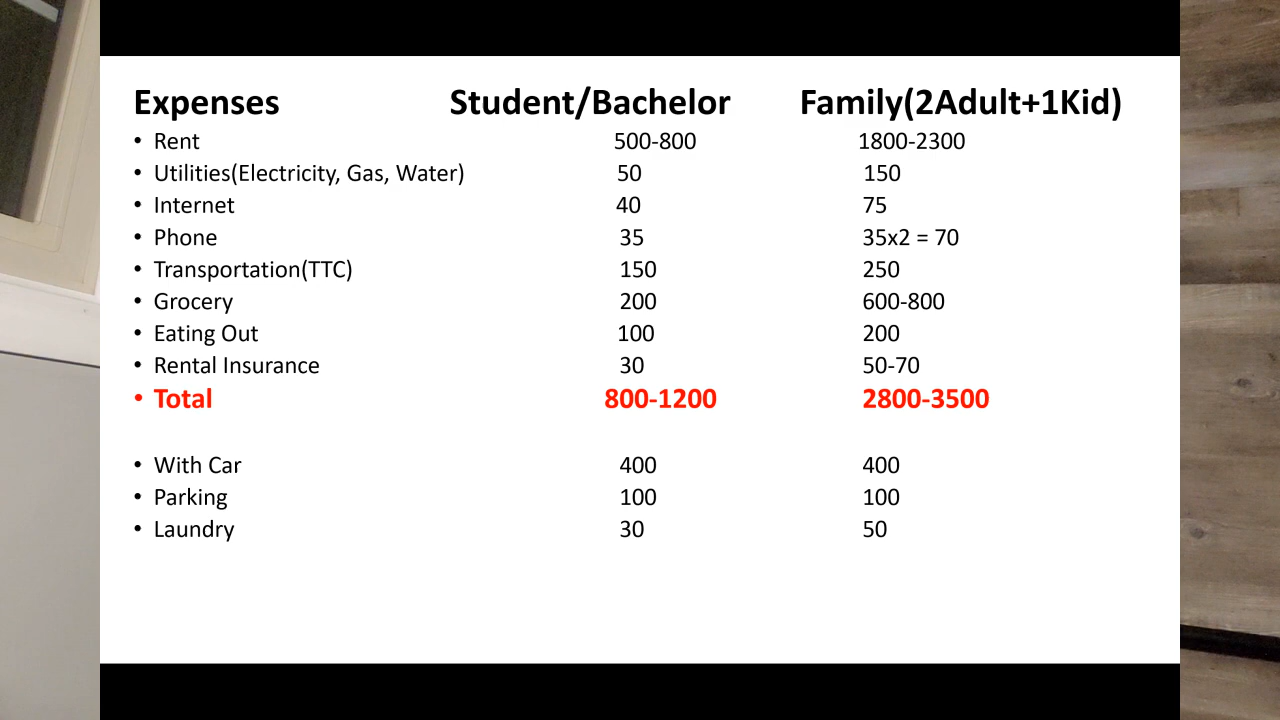 Expenses Student/Bachelor Family(2Adult+1Kid)
• Rent 500-800 1800-2300
• Utilities(Electricity, Gas, Water) 50 150
• Internet 40 75
• Phone 35 35x2 = 70
• Transportation(TTC) 150 250
• Grocery 200 600-800
• Eating Out 100 200
• Rental Insurance 30 50-70
• Total 800-1200 2800-3500
• With Car 400 400
• Parking 100 100
• Laundry 30 50